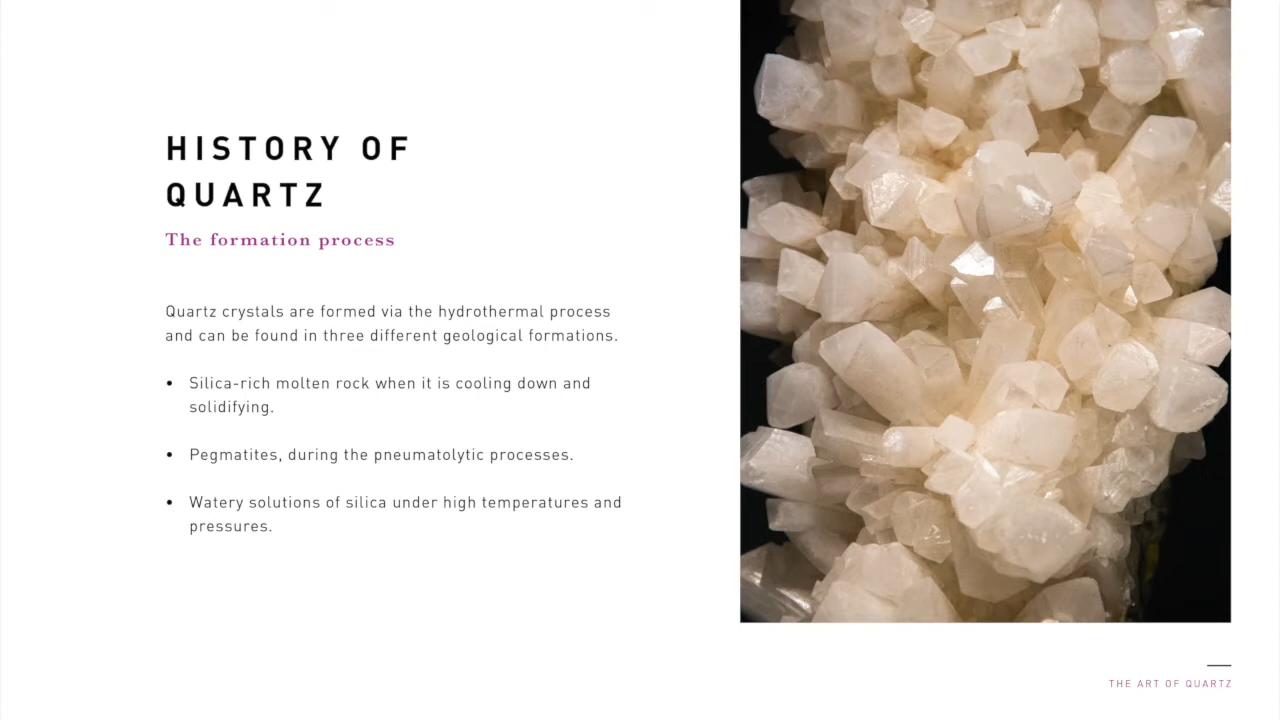 HISTORY OF
QUARTZ
The formation process
Quartz crystals are formed via the hydrothermal process
and can be found in three different geological formations.
• Silica-rich molten rock when it is cooling down and
solidifying.
• Pegmatites, during the pneumatolytic processes.
• Watery solutions of silica under high temperatures and
pressures.
THE ART OF QUARTZ